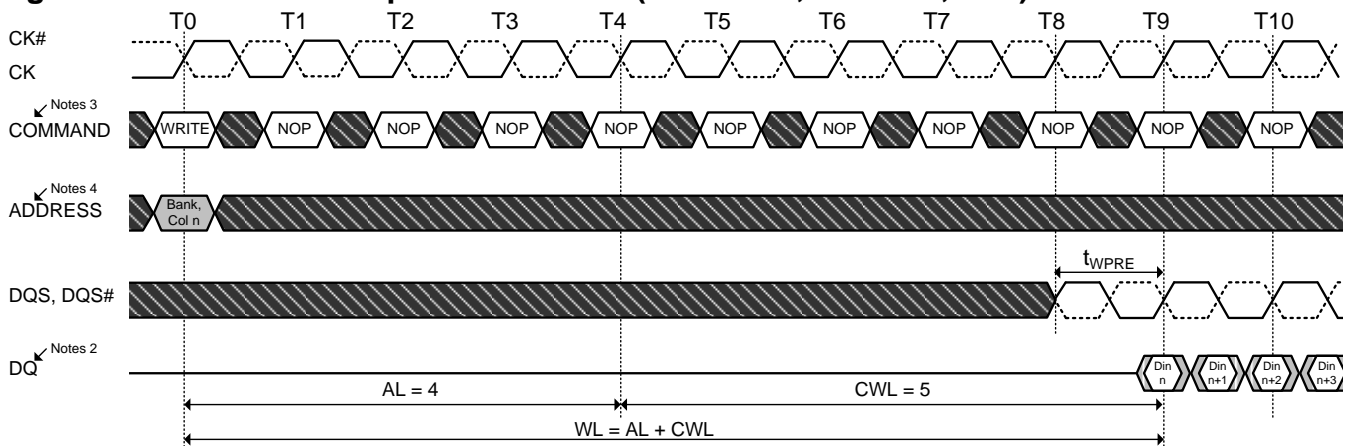 T0 T1 T2 T3 T4 T5 T6 T7 T8 T9 T10
CK#
CK
Notes 3
COMMAND WRITE NOP NOP NOP NOP NOP NOP NOP NOP NOP NOP
Notes 4
ADDRESS
Bank,
Col n
tWPRE
DQS, DQS#
Notes 2
DQ
Din
n
Din
n+1
Din
n+2
Din
n+3
AL = 4 CWL = 5
WL = AL + CWL